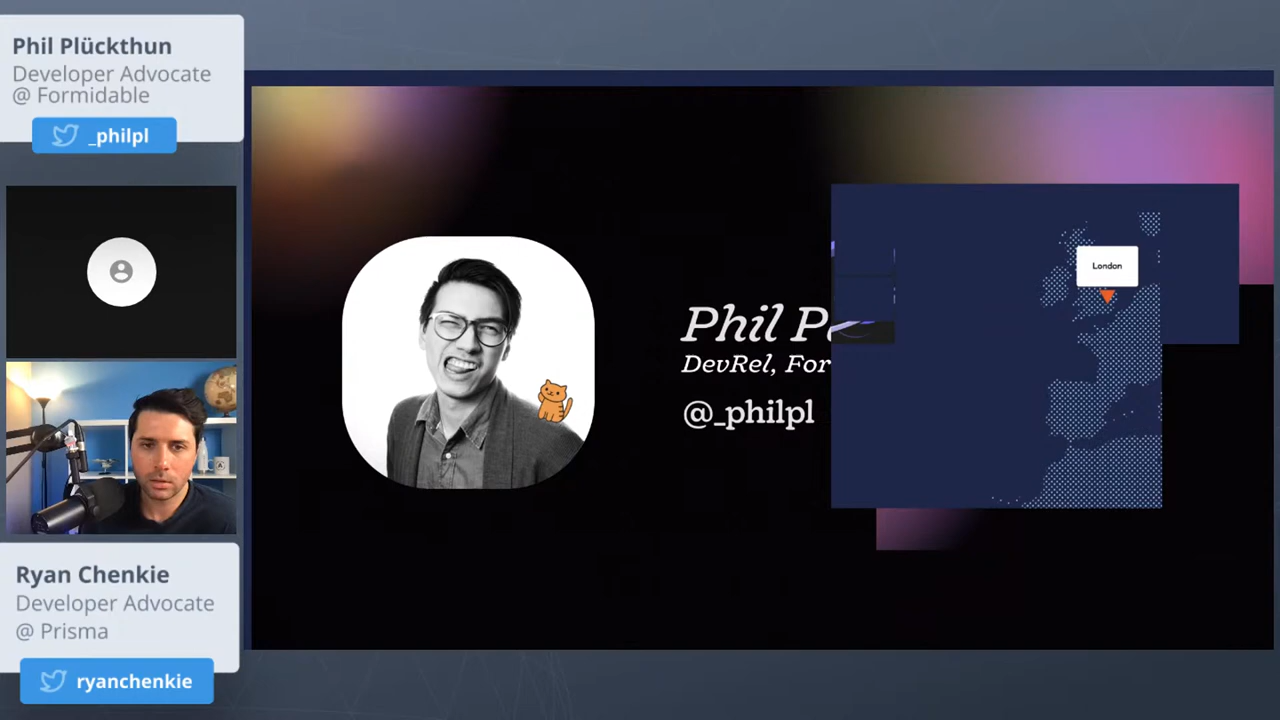 Phil Plückthun
Developer Advocate
@ Formidable
_philpl
Phil
DevRel, For
@_philpl
London
Ryan Chenkie
Developer Advocate
@ Prisma
ryanchenkie